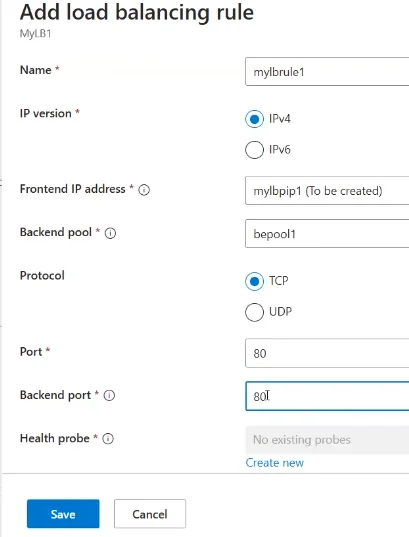 Add load balancing rule
MyLB1
Name *
mylbrule1
IP version *
IPv4
IPv6
Frontend IP address *
mylbpip1 (To be created)
Backend pool *
bepool1
Protocol
TCP
UDP
Port *
80
Backend port *
80
Health probe *
No existing probes
Create new
Save
Cancel